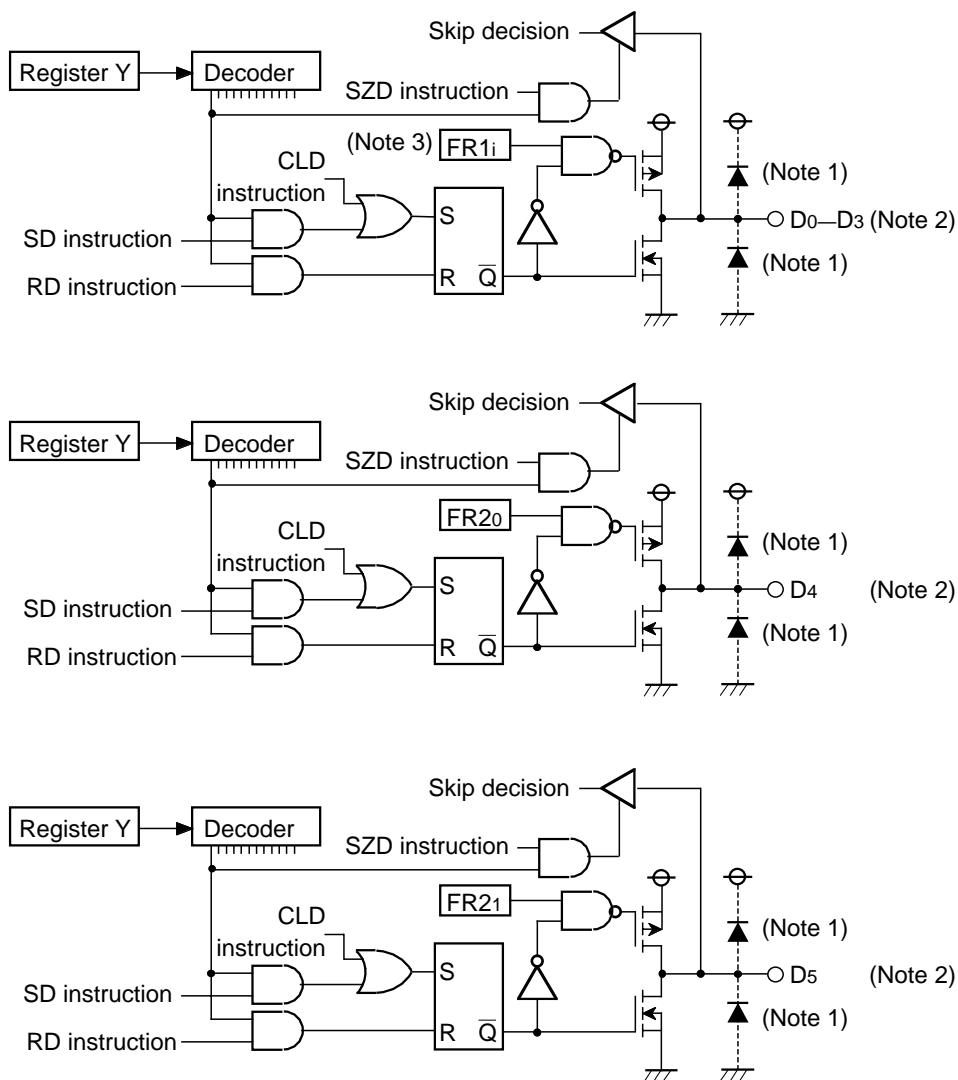 Skip decision
Register Y
Decoder
SZD instruction
(Note 3)
FR1i
CLD
instruction
(Note 1)
S
D0—D3 (Note 2)
SD instruction
(Note 1)
R Q
RD instruction
Skip decision
Register Y
Decoder
SZD instruction
FR20
CLD
instruction
(Note 1)
S
D4 (Note 2)
SD instruction
(Note 1)
R Q
RD instruction
Skip decision
Register Y
Decoder
SZD instruction
FR21
CLD
instruction
(Note 1)
S
D5 (Note 2)
SD instruction
(Note 1)
R Q
RD instruction